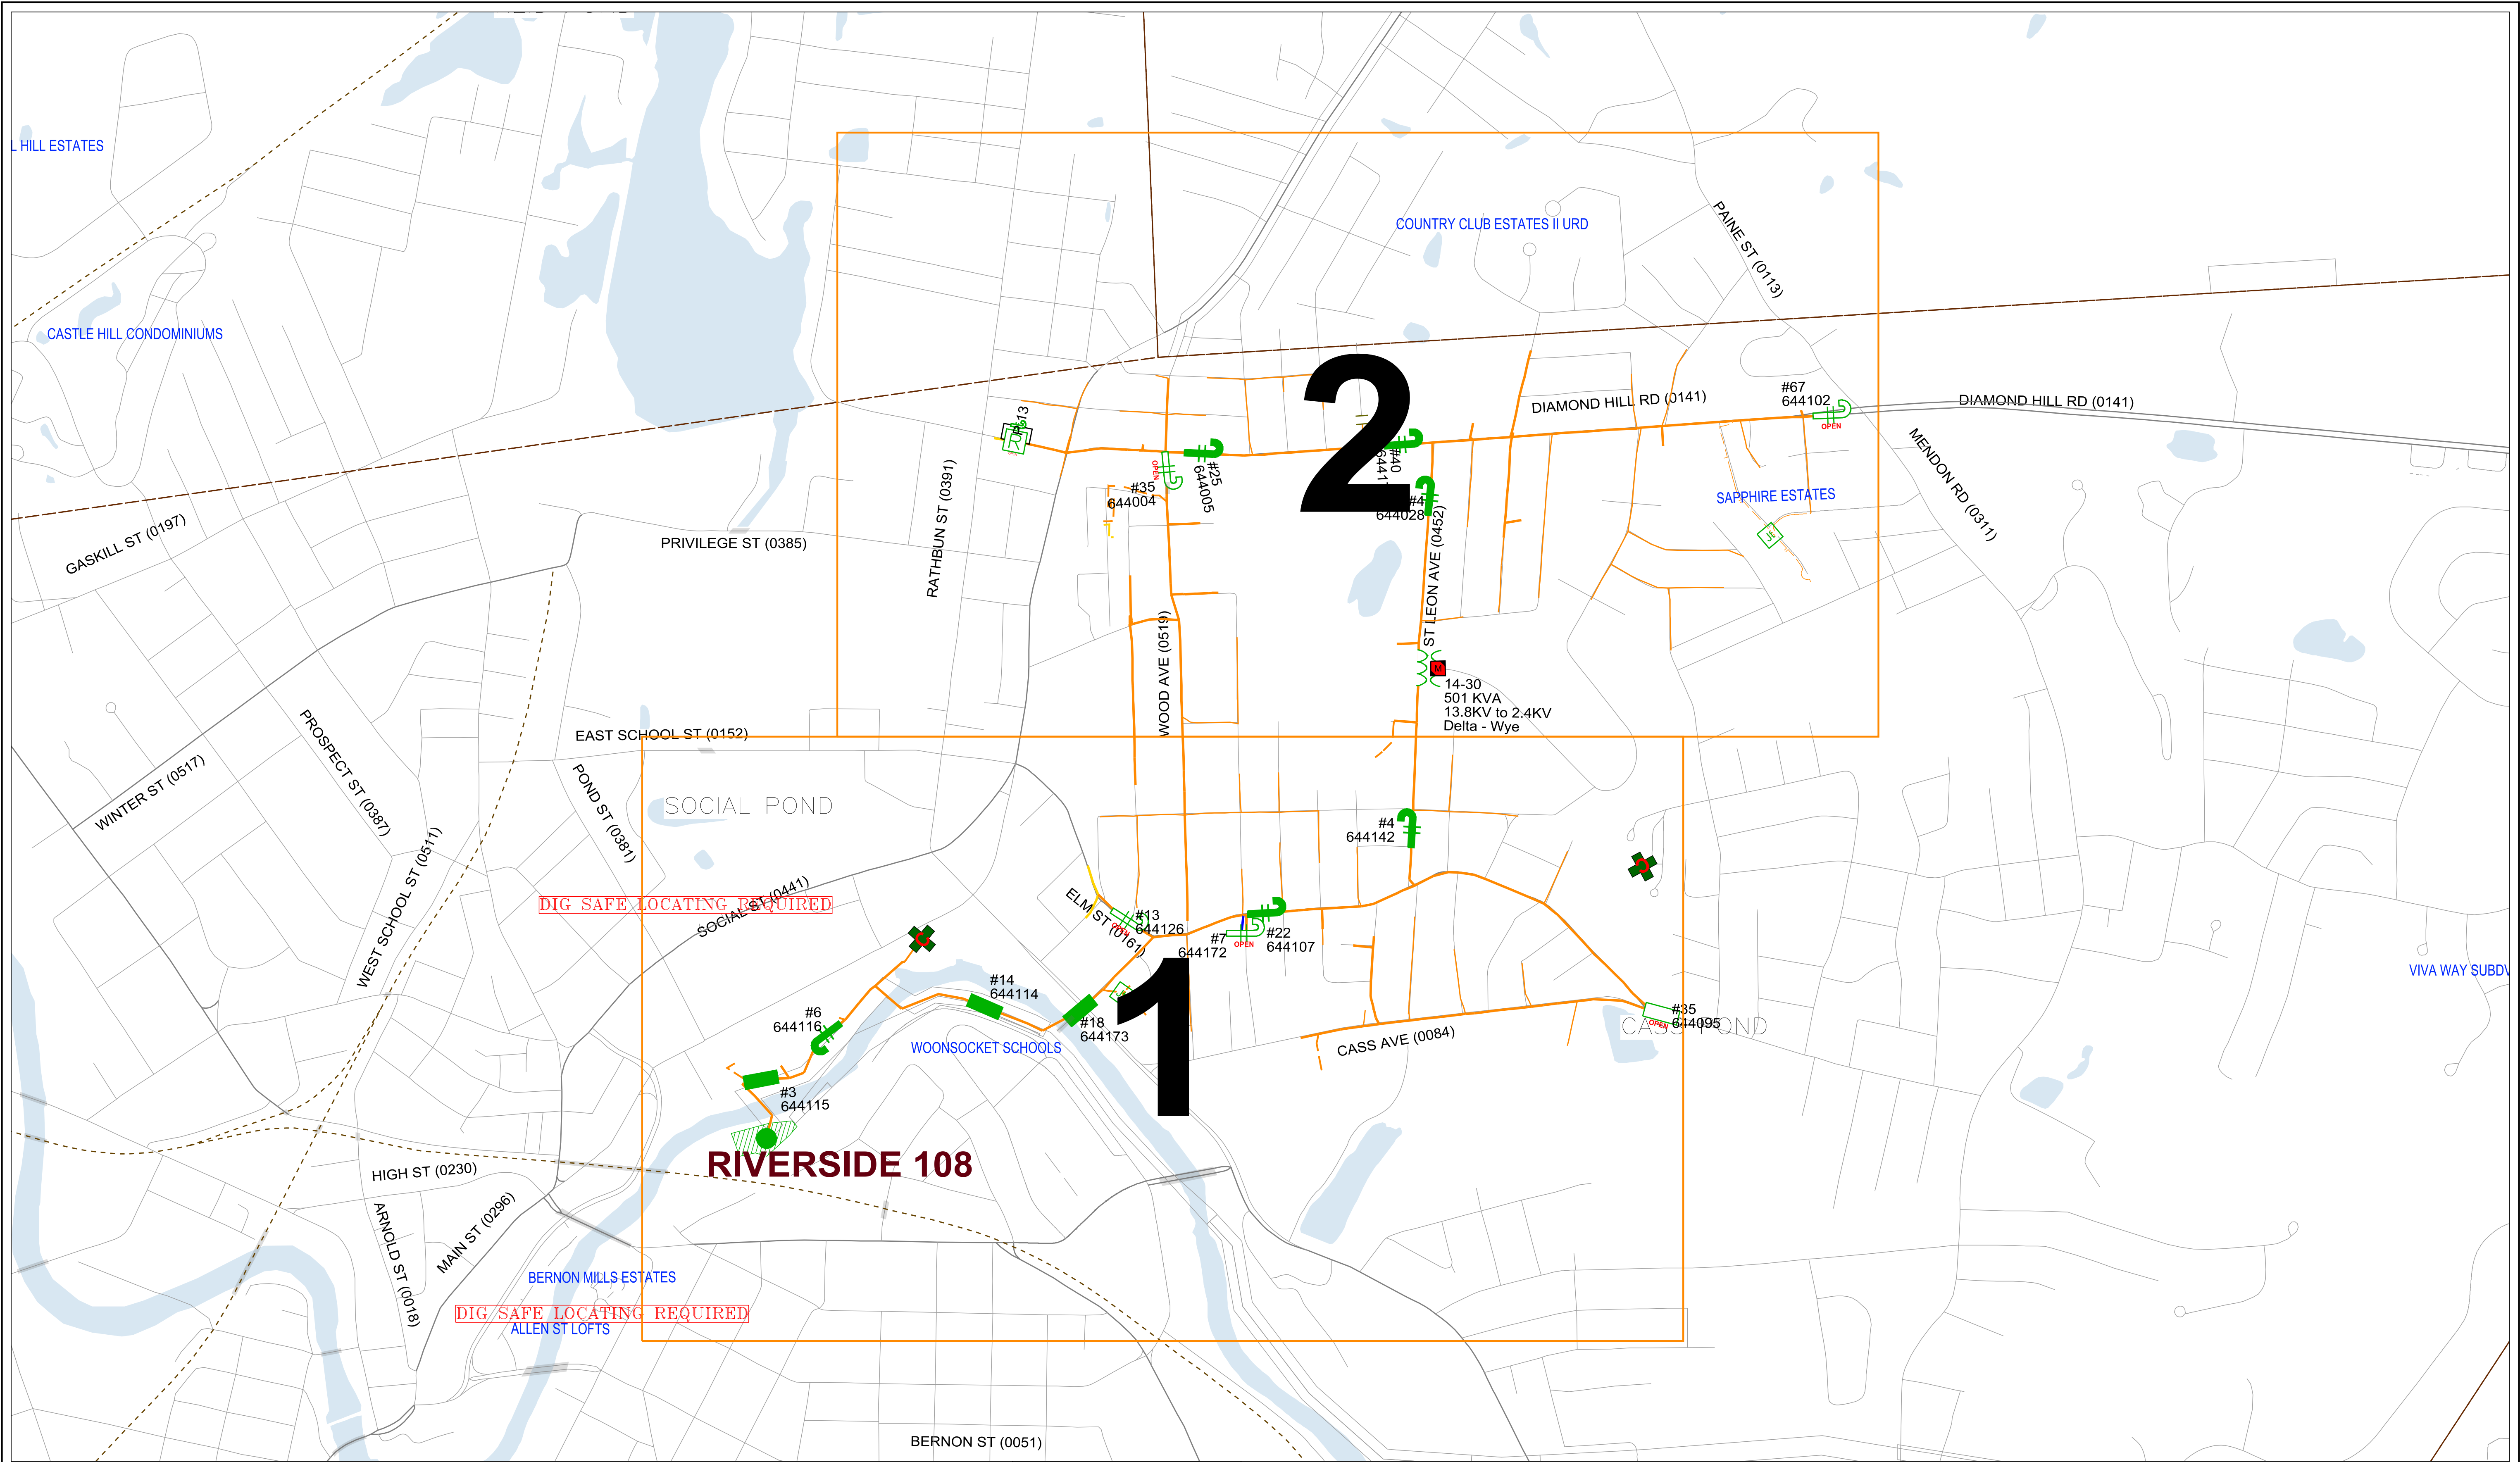 L HILL ESTATES
CASTLE HILL CONDOMINIUMS
COUNTRY CLUB ESTATES II URD
PAINE ST (0113)
2
DIAMOND HILL RD (0141)
#67
644102
OPEN
DIAMOND HILL RD (0141)
MENDON RD (0311)
SAPPHIRE ESTATES
#25
644005
OPEN
#35
644004
#40
#4
644028
RATHBUN ST (0391)
GASKILL ST (0197)
PRIVILEGE ST (0385)
ST LEON AVE (0452)
WOOD AVE (0519)
M
14-30
501 KVA
13.8KV to 2.4KV
Delta - Wye
EAST SCHOOL ST (0152)
PROSPECT ST (0387)
WINTER ST (0517)
POND ST (0381)
SOCIAL POND
WEST SCHOOL ST (0511)
#4
644142
DIG SAFE LOCATING REQUIRED
SOCIAL ST (0441)
ELM ST (0161)
#13
644126
OPEN
#7
644172
OPEN
#22
644107
C
C
VIVA WAY SUBDV
#14
644114
#6
644116
#18
644173
1
WOONSOCKET SCHOOLS
#35
644095
OPEN
CASS POND
CASS AVE (0084)
#3
644115
RIVERSIDE 108
HIGH ST (0230)
ARNOLD ST (0018)
MAIN ST (0296)
BERNON MILLS ESTATES
DIG SAFE LOCATING REQUIRED
ALLEN ST LOFTS
BERNON ST (0051)